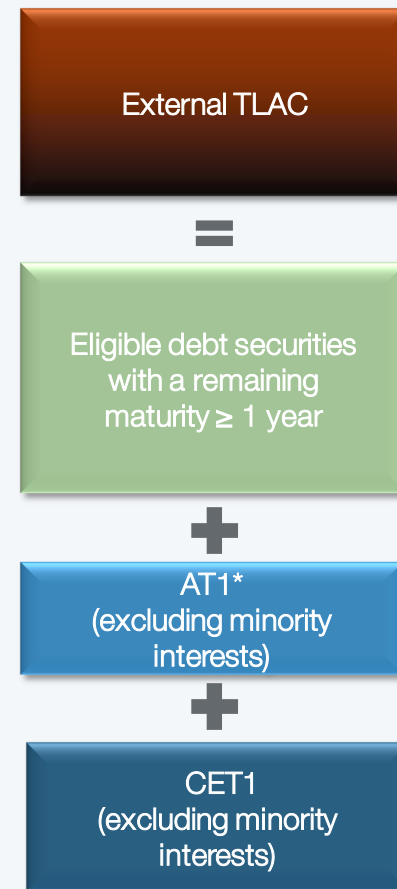 External TLAC
=
Eligible debt securities
with a remaining
maturity ≥ 1 year
+
AT1*
(excluding minority
interests)
+
CET1
(excluding minority
interests)